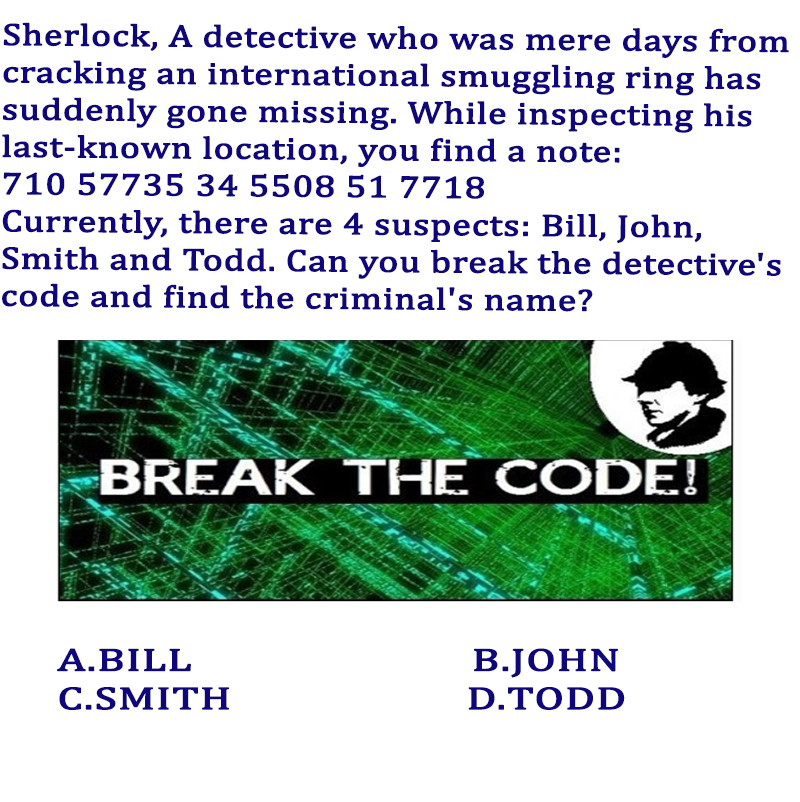 Sherlock, A detective who was mere days from
cracking an international smuggling ring has
suddenly gone missing. While inspecting his
last-known location, you find a note:
710 57735 34 5508 51 7718
Currently, there are 4 suspects: Bill, John,
Smith and Todd. Can you break the detective's
code and find the criminal's name?
BREAK THE CODE!
A.BILL
B.JOHN
C.SMITH
D.TODD